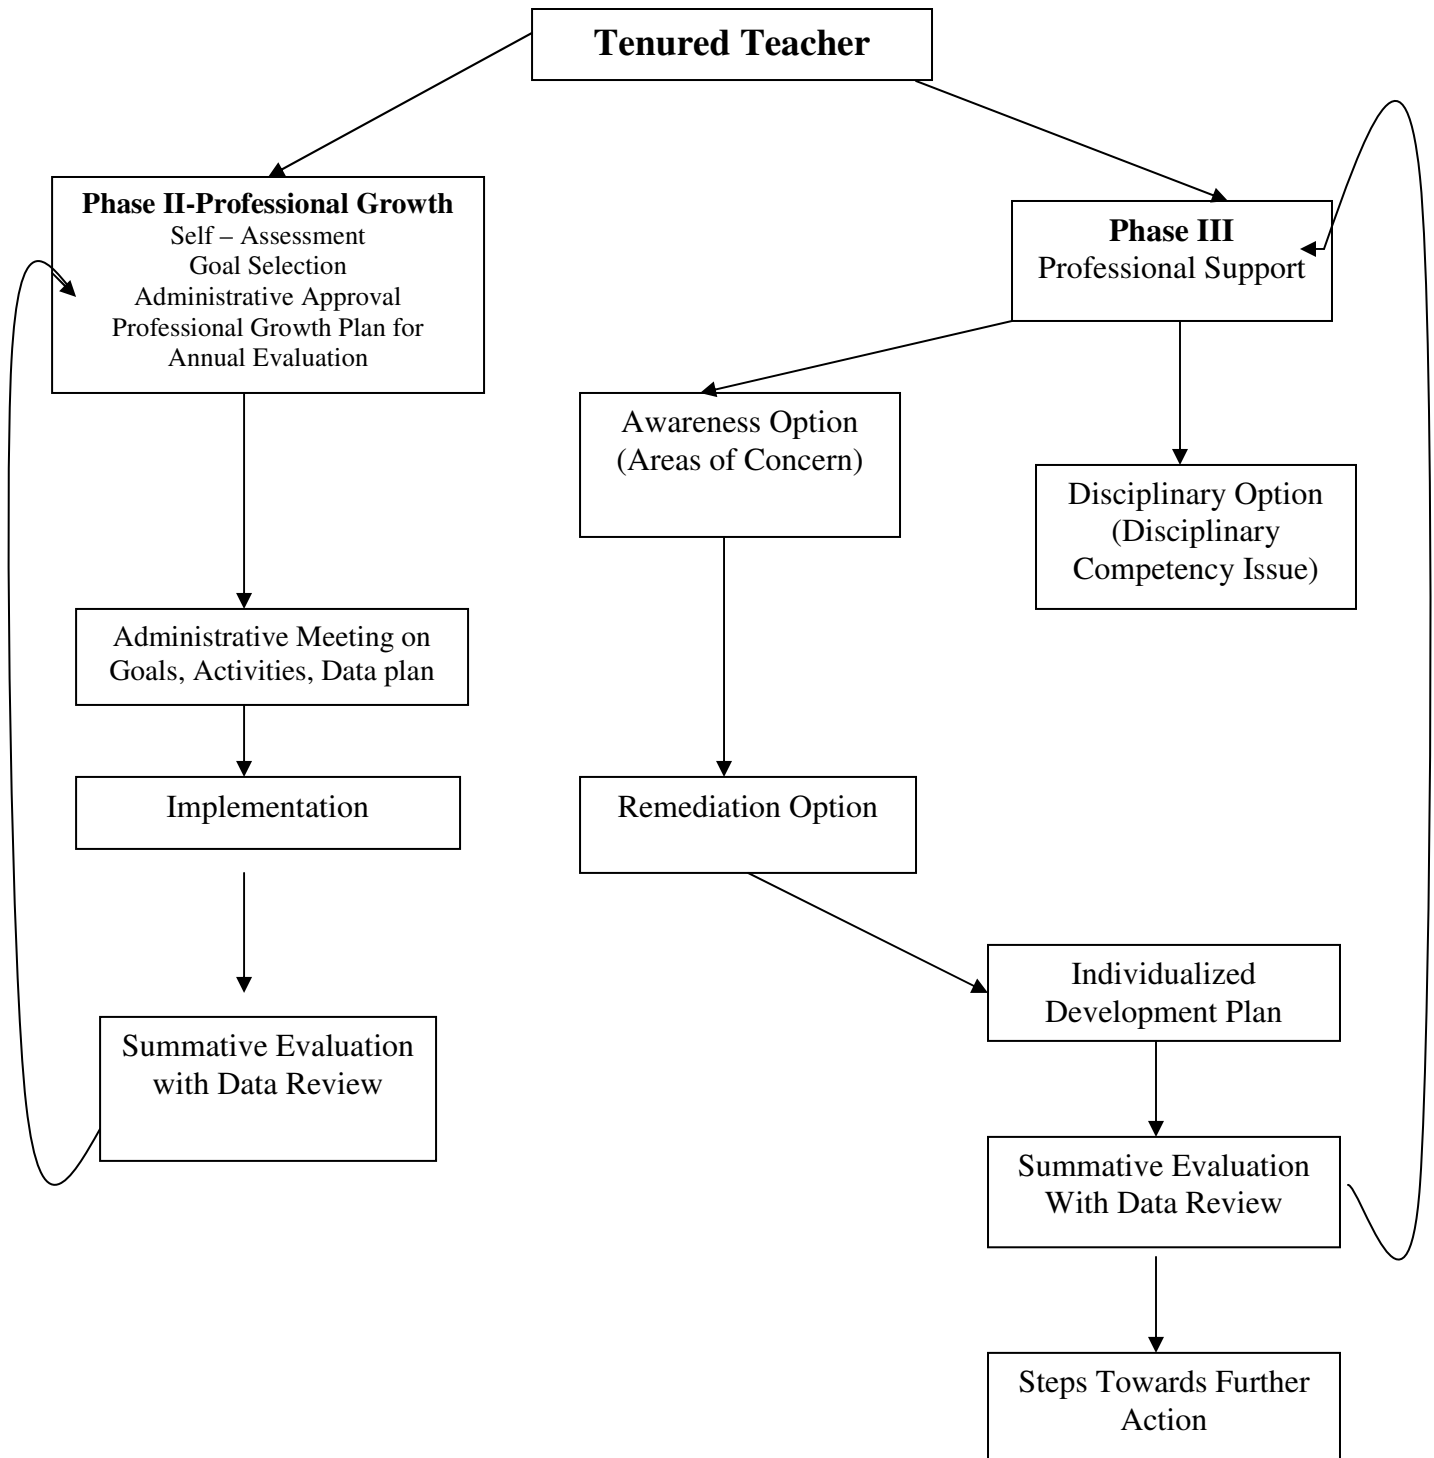 Tenured Teacher
Phase II-Professional Growth
Self – Assessment
Goal Selection
Administrative Approval
Professional Growth Plan for
Annual Evaluation
Phase III
Professional Support
Awareness Option
(Areas of Concern)
Disciplinary Option
(Disciplinary
Competency Issue)
Administrative Meeting on
Goals, Activities, Data plan
Implementation
Remediation Option
Individualized
Development Plan
Summative Evaluation
with Data Review
Summative Evaluation
With Data Review
Steps Towards Further
Action